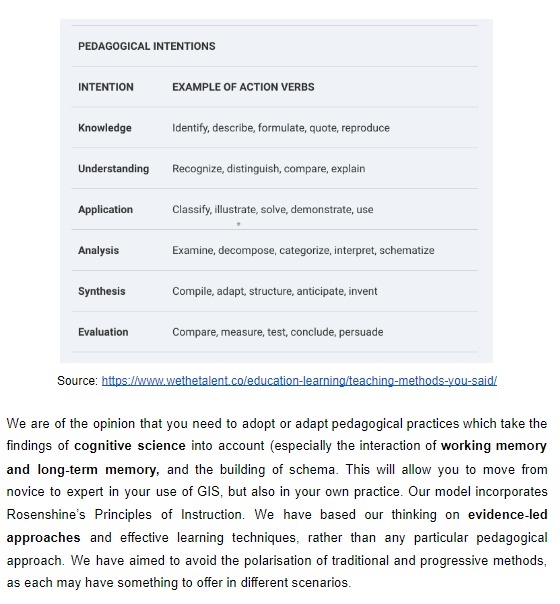 PEDAGOGICAL INTENTIONS
INTENTION EXAMPLE OF ACTION VERBS
Knowledge Identify, describe, formulate, quote, reproduce
Understanding Recognize, distinguish, compare, explain
Application Classify, illustrate, solve, demonstrate, use
Analysis Examine, decompose, categorize, interpret, schematize
Synthesis Compile, adapt, structure, anticipate, invent
Evaluation Compare, measure, test, conclude, persuade
Source: https://www.wethetalent.co/education-learning/teaching-methods-you-said/
We are of the opinion that you need to adopt or adapt pedagogical practices which take the
findings of cognitive science into account (especially the interaction of working memory
and long-term memory, and the building of schema. This will allow you to move from
novice to expert in your use of GIS, but also in your own practice. Our model incorporates
Rosenshine's Principles of Instruction. We have based our thinking on evidence-led
approaches and effective learning techniques, rather than any particular pedagogical
approach. We have aimed to avoid the polarisation of traditional and progressive methods,
as each may have something to offer in different scenarios.